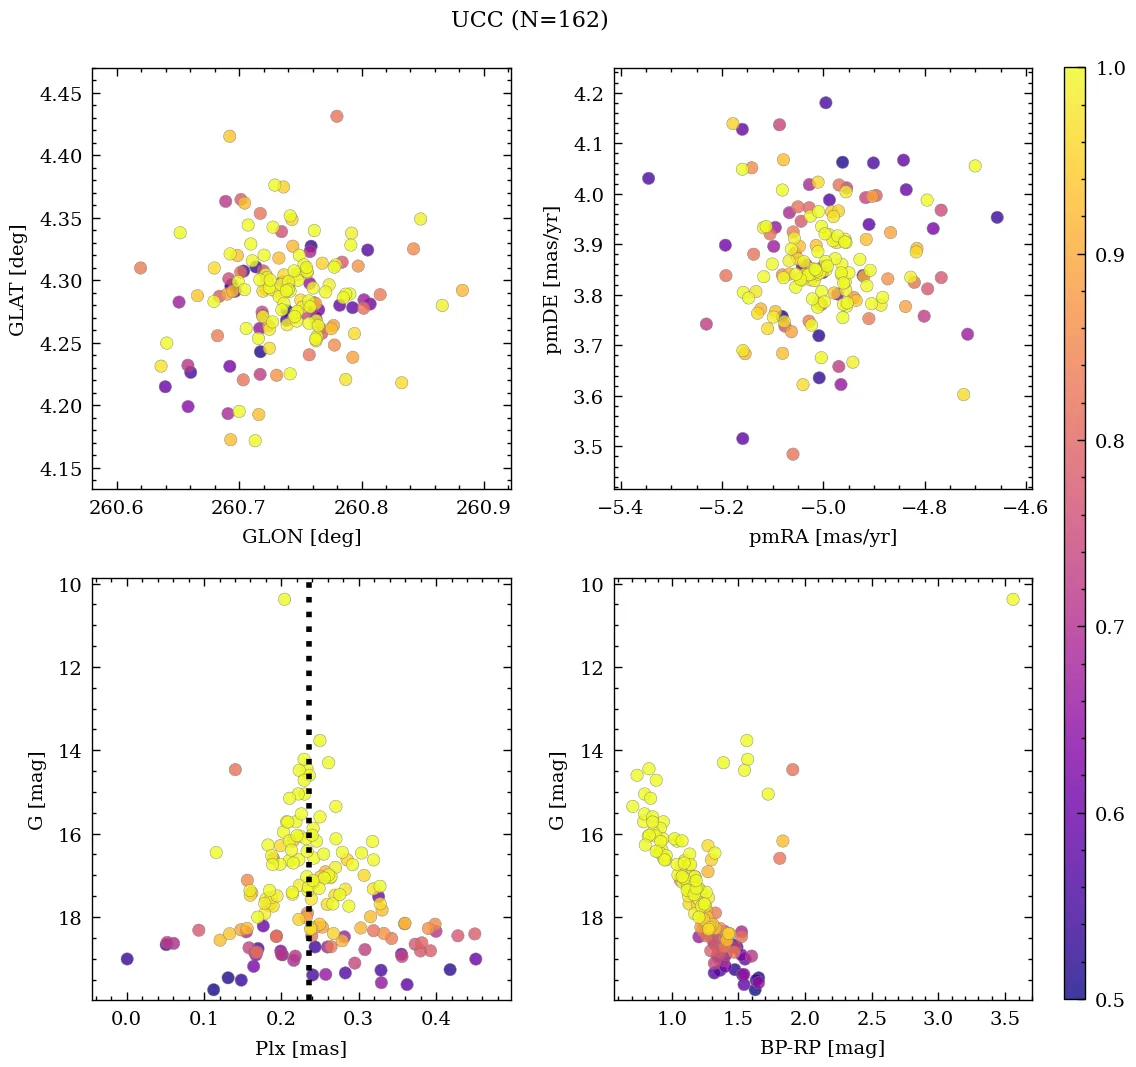 UCC (N=162)
4.45
4.40
4.35
4.30
4.25
4.20
4.15
GLAT [deg]
260.6 260.7 260.8 260.9
GLON [deg]
4.2
4.1
4.0
3.9
3.8
3.7
3.6
3.5
pmDE [mas/yr]
−5.4 −5.2 −5.0 −4.8 −4.6
pmRA [mas/yr]
10
12
14
16
18
G [mag]
0.0 0.1 0.2 0.3 0.4
Plx [mas]
10
12
14
16
18
G [mag]
1.0 1.5 2.0 2.5 3.0 3.5
BP-RP [mag]
1.0
0.9
0.8
0.7
0.6
0.5